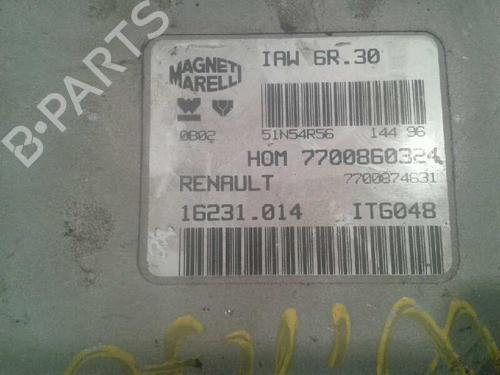 B-PARTS
MAGNETI
MARELLI
IAW 6R.30
0802
51N54R56
144 96
HOM 7700860324
RENAULT
7700874631
16231.014
ITG048